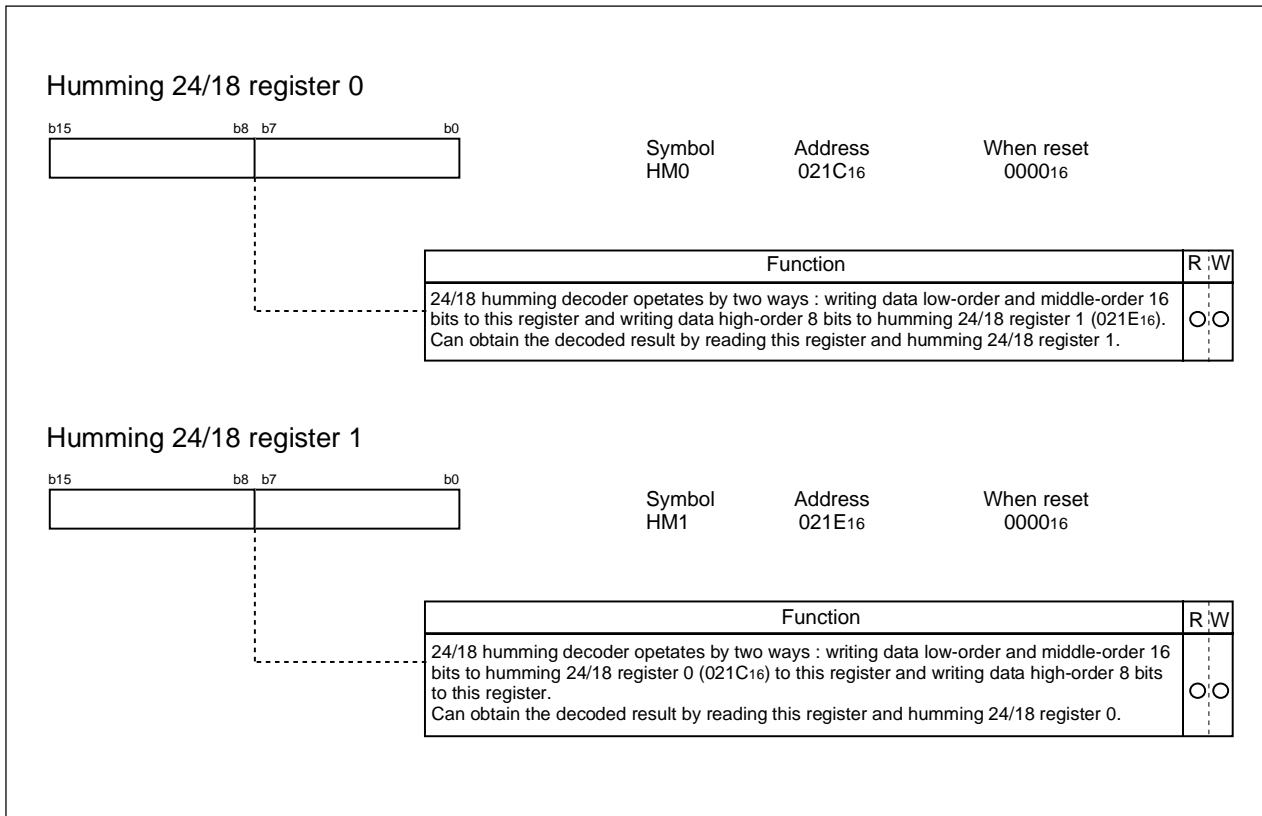 Humming 24/18 register 0
b15 b8 b7 b0
Symbol Address When reset
HM0 021C16 000016
Function R W
24/18 humming decoder opetates by two ways : writing data low-order and middle-order 16
bits to this register and writing data high-order 8 bits to humming 24/18 register 1 (021E16).
Can obtain the decoded result by reading this register and humming 24/18 register 1.
Humming 24/18 register 1
b15 b8 b7 b0
Symbol Address When reset
HM1 021E16 000016
Function R W
24/18 humming decoder opetates by two ways : writing data low-order and middle-order 16
bits to humming 24/18 register 0 (021C16) to this register and writing data high-order 8 bits
to this register.
Can obtain the decoded result by reading this register and humming 24/18 register 0.